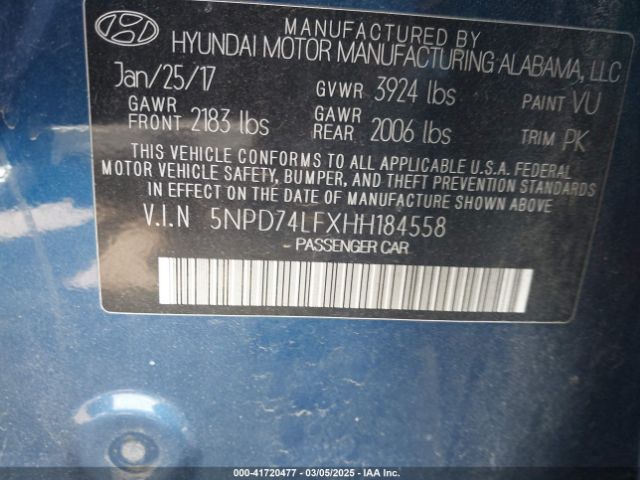 MANUFACTURED BY
HYUNDAI MOTOR MANUFACTURING ALABAMA, LLC
Jan/25/17 GVWR 3924 lbs PAINT VU
GAWR FRONT 2183 lbs GAWR REAR 2006 lbs TRIM PK
THIS VEHICLE CONFORMS TO ALL APPLICABLE U.S.A. FEDERAL
MOTOR VEHICLE SAFETY, BUMPER, AND THEFT PREVENTION STANDARDS
IN EFFECT ON THE DATE OF MANUFACTURE SHOWN ABOVE.
V.I.N 5NPD74LFXHH184558
- PASSENGER CAR
000-41720477 — 03/05/2025 — IAA Inc.